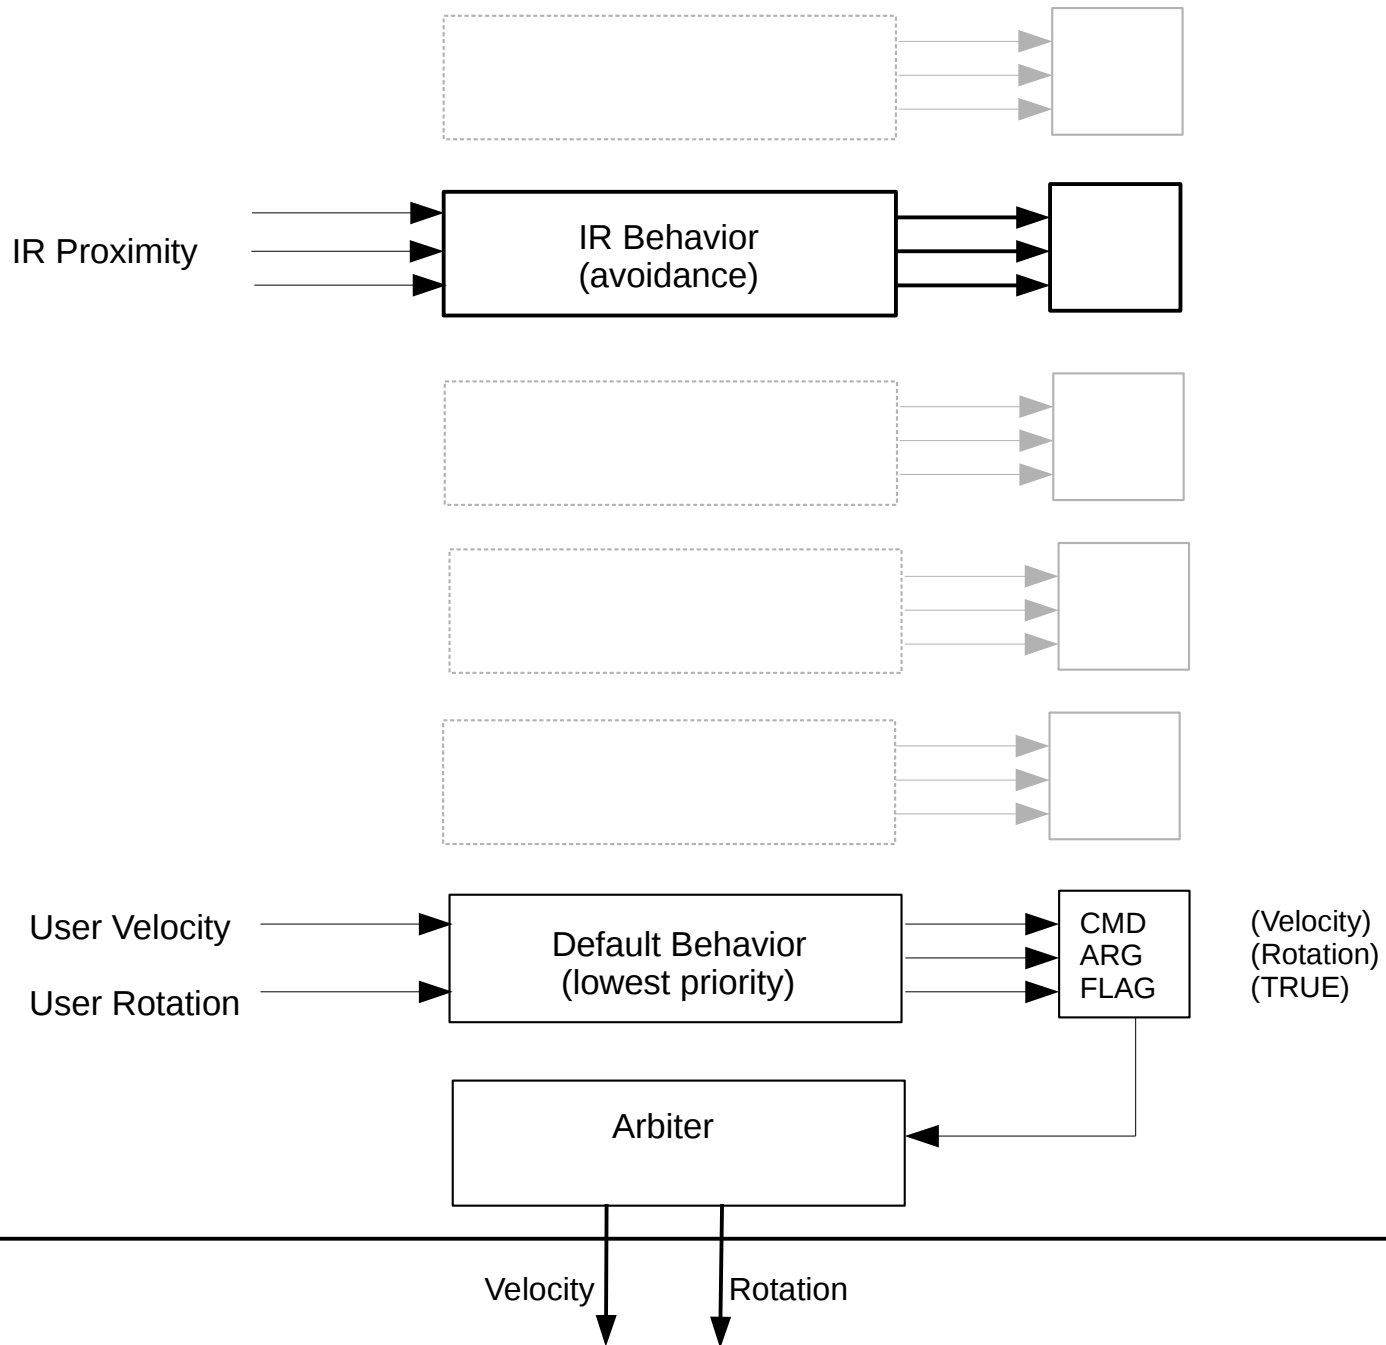 IR Proximity
IR Behavior
(avoidance)
User Velocity
User Rotation
Default Behavior
(lowest priority)
CMD
ARG
FLAG
(Velocity)
(Rotation)
(TRUE)
Arbiter
Velocity
Rotation